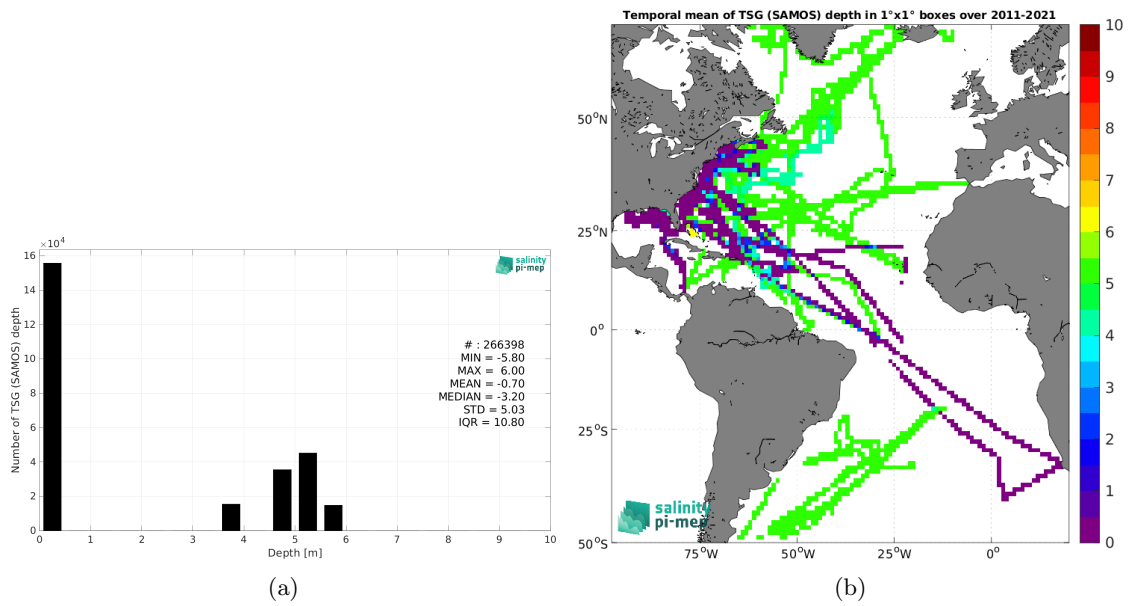 ×10⁴
16
14
12
10
8
6
4
2
0
Number of TSG (SAMOS) depth
0 1 2 3 4 5 6 7 8 9 10
Depth [m]
salinity
pi-mep
# : 266398
MIN = -5.80
MAX = 6.00
MEAN = -0.70
MEDIAN = -3.20
STD = 5.03
IQR = 10.80
(a)
Temporal mean of TSG (SAMOS) depth in 1°x1° boxes over 2011-2021
50°N
25°N
0°
25°S
50°S
75°W 50°W 25°W 0°
salinity
pi-mep
10
9
8
7
6
5
4
3
2
1
0
(b)